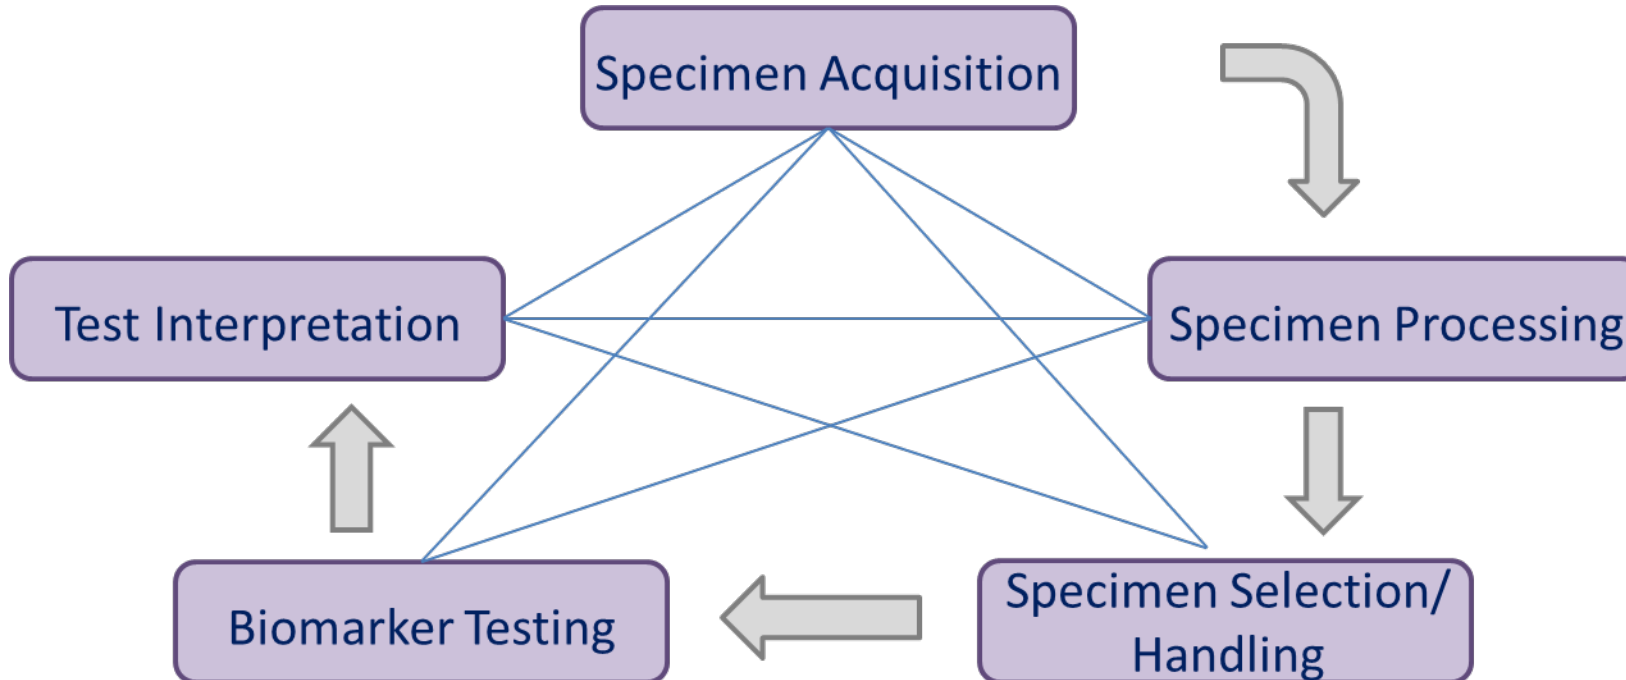 Specimen Acquisition
Test Interpretation
Specimen Processing
Biomarker Testing
Specimen Selection/
Handling